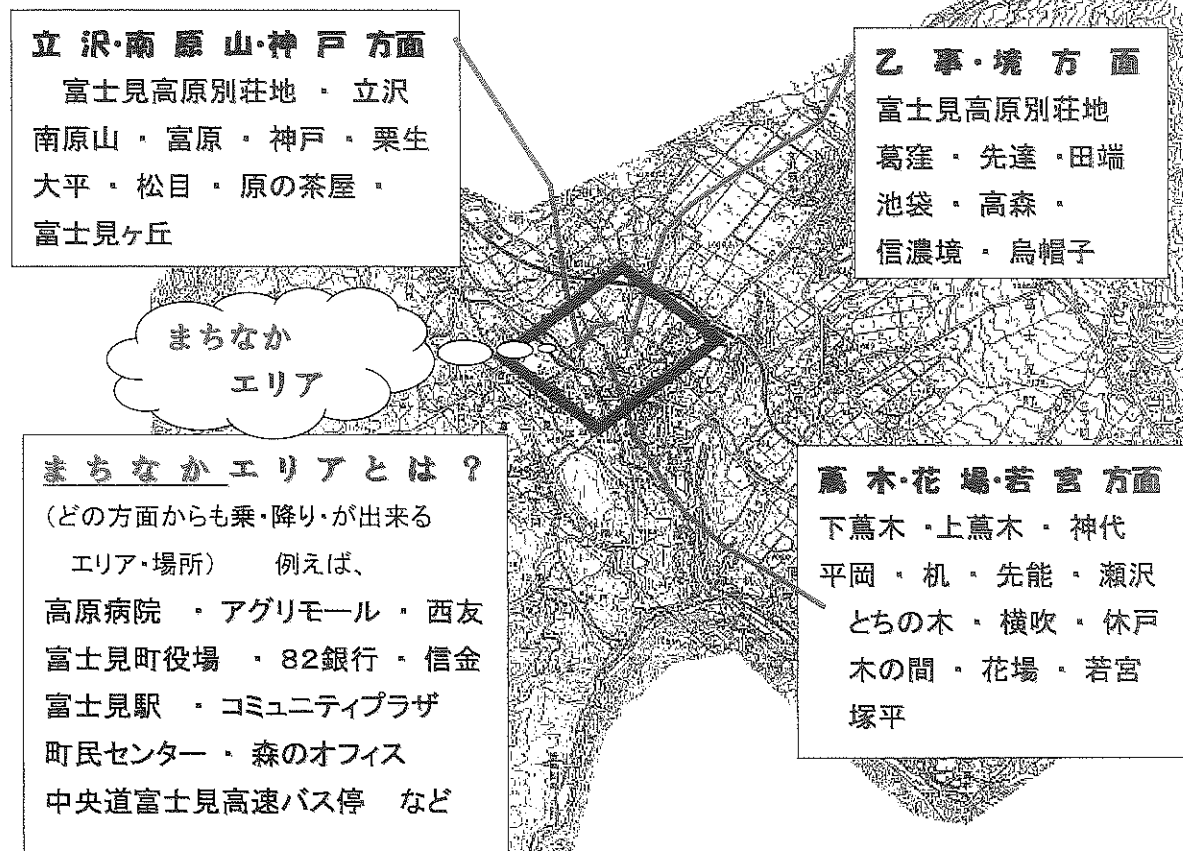 立沢・南原山・神戸方面
富士見高原別荘地 ・ 立沢
南原山 ・ 富原 ・ 神戸 ・ 栗生
大平 ・ 松目 ・ 原の茶屋 ・
富士見ヶ丘
乙事・境方面
富士見高原別荘地
葛窪 ・ 先達 ・田端
池袋 ・ 高森 ・
信濃境 ・ 烏帽子
まちなか
エリア
まちなかエリアとは？
（どの方面からも乗・降り・が出来る
エリア・場所） 例えば、
高原病院 ・ アグリモール ・ 西友
富士見町役場 ・ 82銀行 ・ 信金
富士見駅 ・ コミュニティプラザ
町民センター ・ 森のオフィス
中央道富士見高速バス停 など
蔦木・花場・若宮方面
下蔦木 ・上蔦木 ・ 神代
平岡 ・ 机 ・ 先能 ・ 瀬沢
とちの木 ・ 横吹 ・ 休戸
木の間 ・ 花場 ・ 若宮
塚平